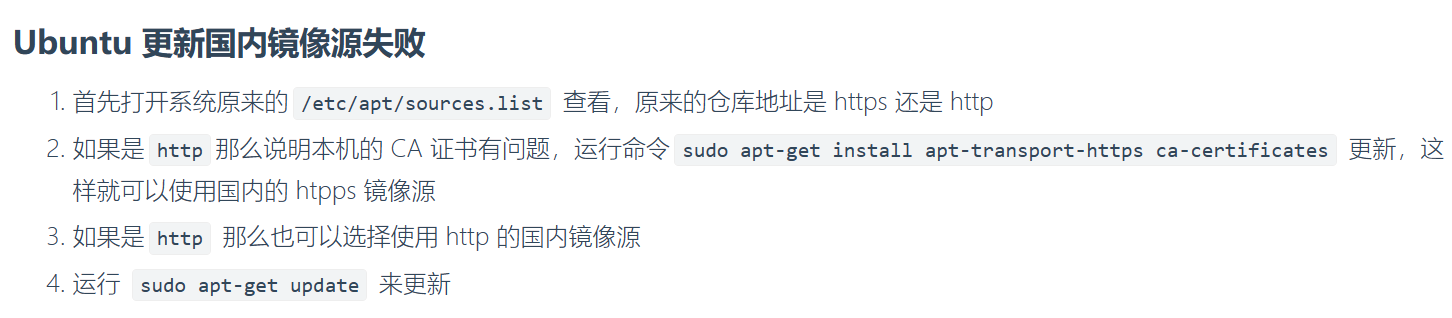 Ubuntu 更新国内镜像源失败
1. 首先打开系统原来的 /etc/apt/sources.list 查看，原来的仓库地址是 https 还是 http
2. 如果是 http 那么说明本机的 CA 证书有问题，运行命令 sudo apt-get install apt-transport-https ca-certificates 更新，这
样就可以使用国内的 htpps 镜像源
3. 如果是 http 那么也可以选择使用 http 的国内镜像源
4. 运行 sudo apt-get update 来更新